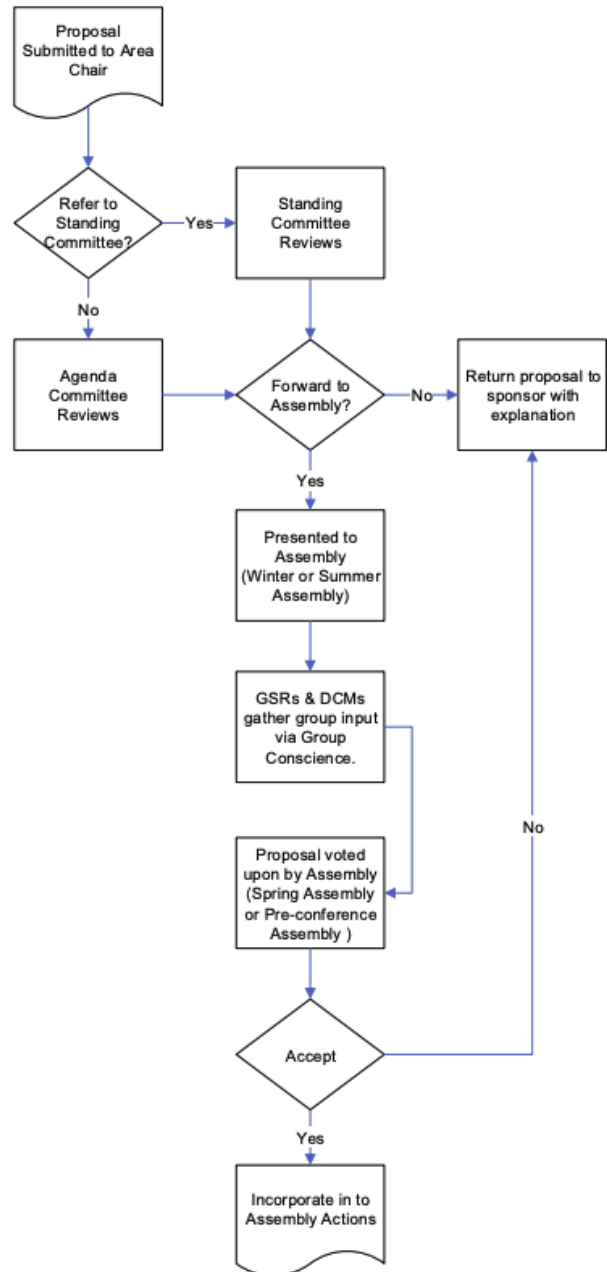 Proposal
Submitted to Area
Chair
Refer to
Standing
Committee?
Yes
Standing
Committee
Reviews
No
Agenda
Committee
Reviews
Forward to
Assembly?
No
Return proposal to
sponsor with
explanation
Yes
Presented to
Assembly
(Winter or Summer
Assembly)
GSRs & DCMs
gather group input
via Group
Conscience.
No
Proposal voted
upon by Assembly
(Spring Assembly
or Pre-conference
Assembly )
Accept
Yes
Incorporate in to
Assembly Actions